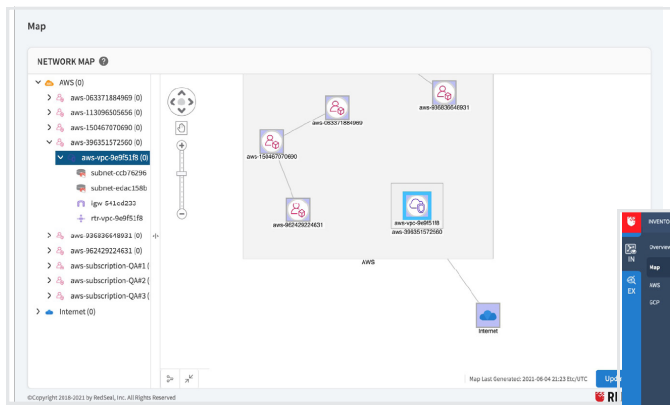 Map
NETWORK MAP ?
AWS (0)
aws-063371884969 (0)
aws-113096505656 (0)
aws-150467070690 (0)
aws-396351572560 (0)
aws-vpc-9e9f51f8 (0)
subnet-ccb76296
subnet-edac158b
igw-541cd233
rtr-vpc-9e9f51f8
aws-936836648931 (0)
aws-962429224631 (0)
aws-subscription-QA#1 (
aws-subscription-QA#2 (
aws-subscription-QA#3 (
Internet (0)
aws-936836648931
aws-063371884969
aws-150467070690
aws-962429224631
aws-vpc-9e9f51f8
aws-396351572560
AWS
Internet
Map Last Generated: 2021-06-04 21:23 Etc/UTC
Upd
©Copyright 2018-2021 by RedSeal, Inc. All Rights Reserved
INVENTO
Overview
IN
Map
AWS
EX
GCP